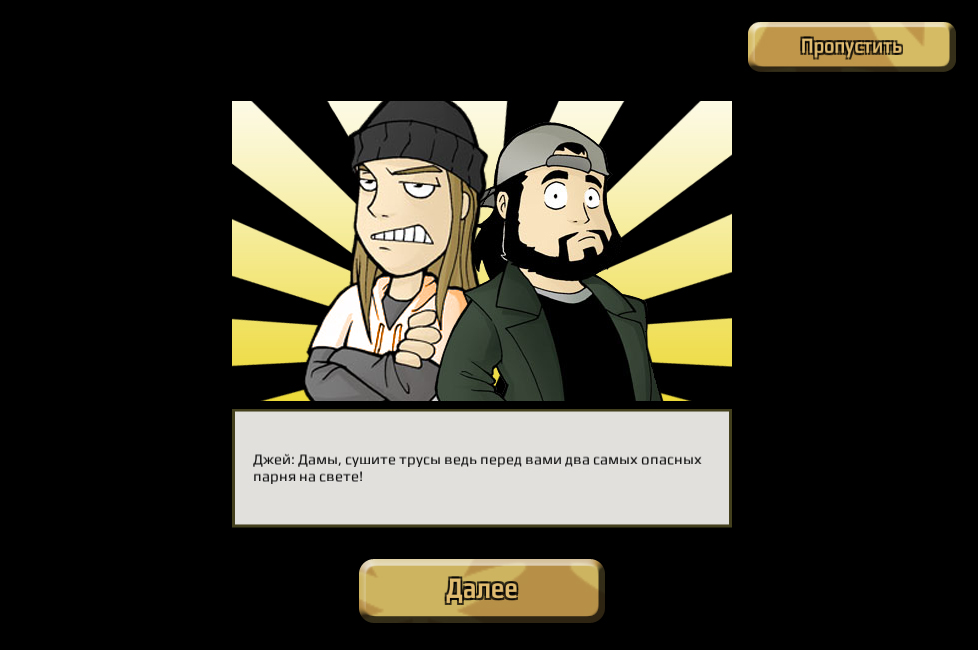 Пропустить
Джей: Дамы, сушите трусы ведь перед вами два самых опасных
парня на свете!
Далее